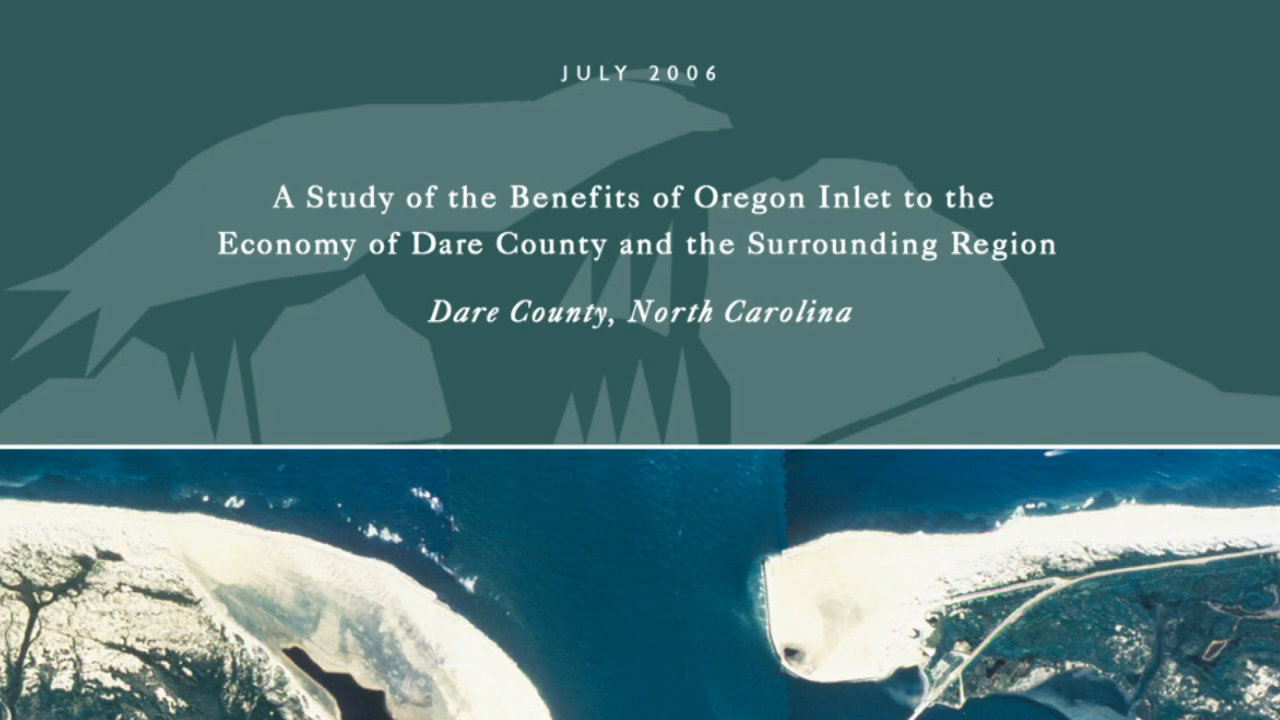 JULY 2006
A Study of the Benefits of Oregon Inlet to the
Economy of Dare County and the Surrounding Region
Dare County, North Carolina